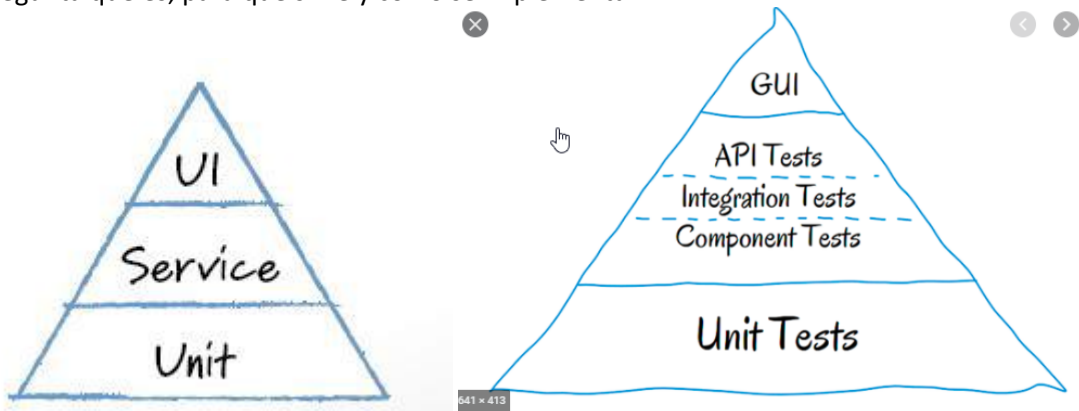 UI
Service
Unit
GUI
API Tests
Integration Tests
Component Tests
Unit Tests
641 × 413